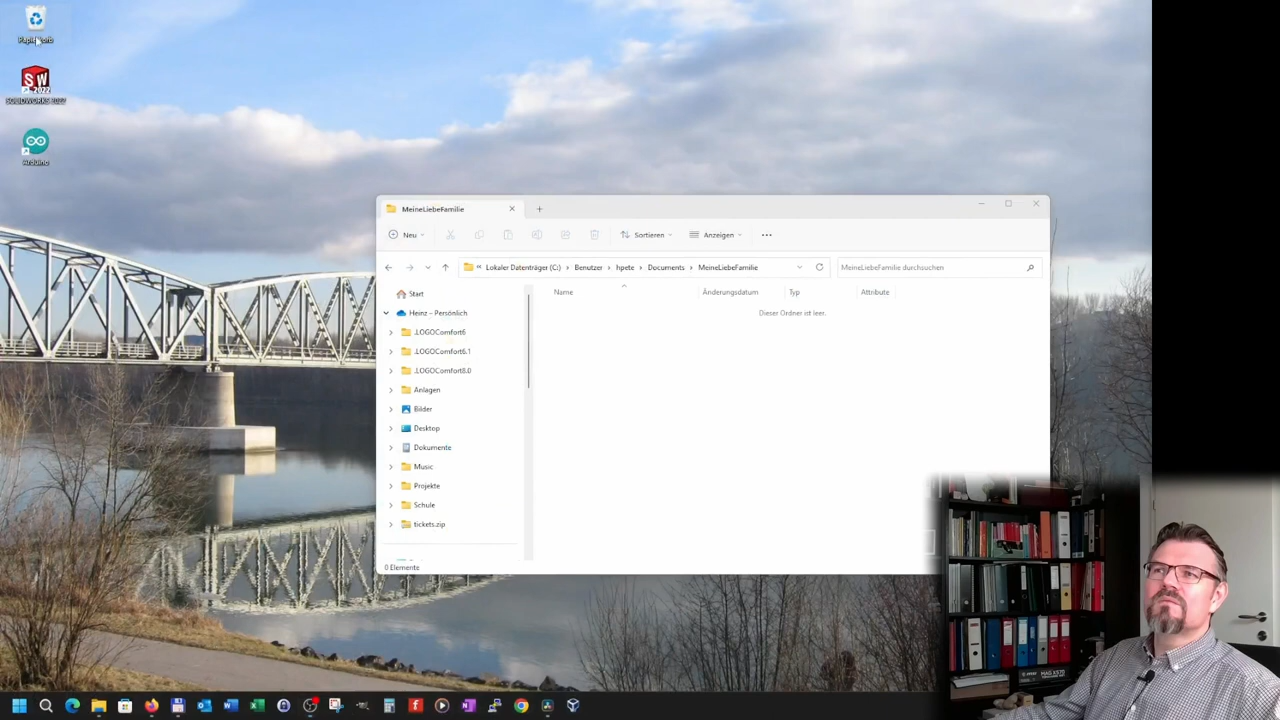 Papierkorb
SW
2022
SOLIDWORKS 2022
Arduino
MeineLiebeFamilie
Neu
Sortieren
Anzeigen
« Lokaler Datenträger (C:) > Benutzer > hpete > Documents > MeineLiebeFamilie
MeineLiebeFamilie durchsuchen
Name
Änderungsdatum
Typ
Attribute
Dieser Ordner ist leer.
Start
Heinz – Persönlich
.LOGOComfort6
.LOGOComfort6.1
.LOGOComfort8.0
Anlagen
Bilder
Desktop
Dokumente
Music
Projekte
Schule
tickets.zip
0 Elemente